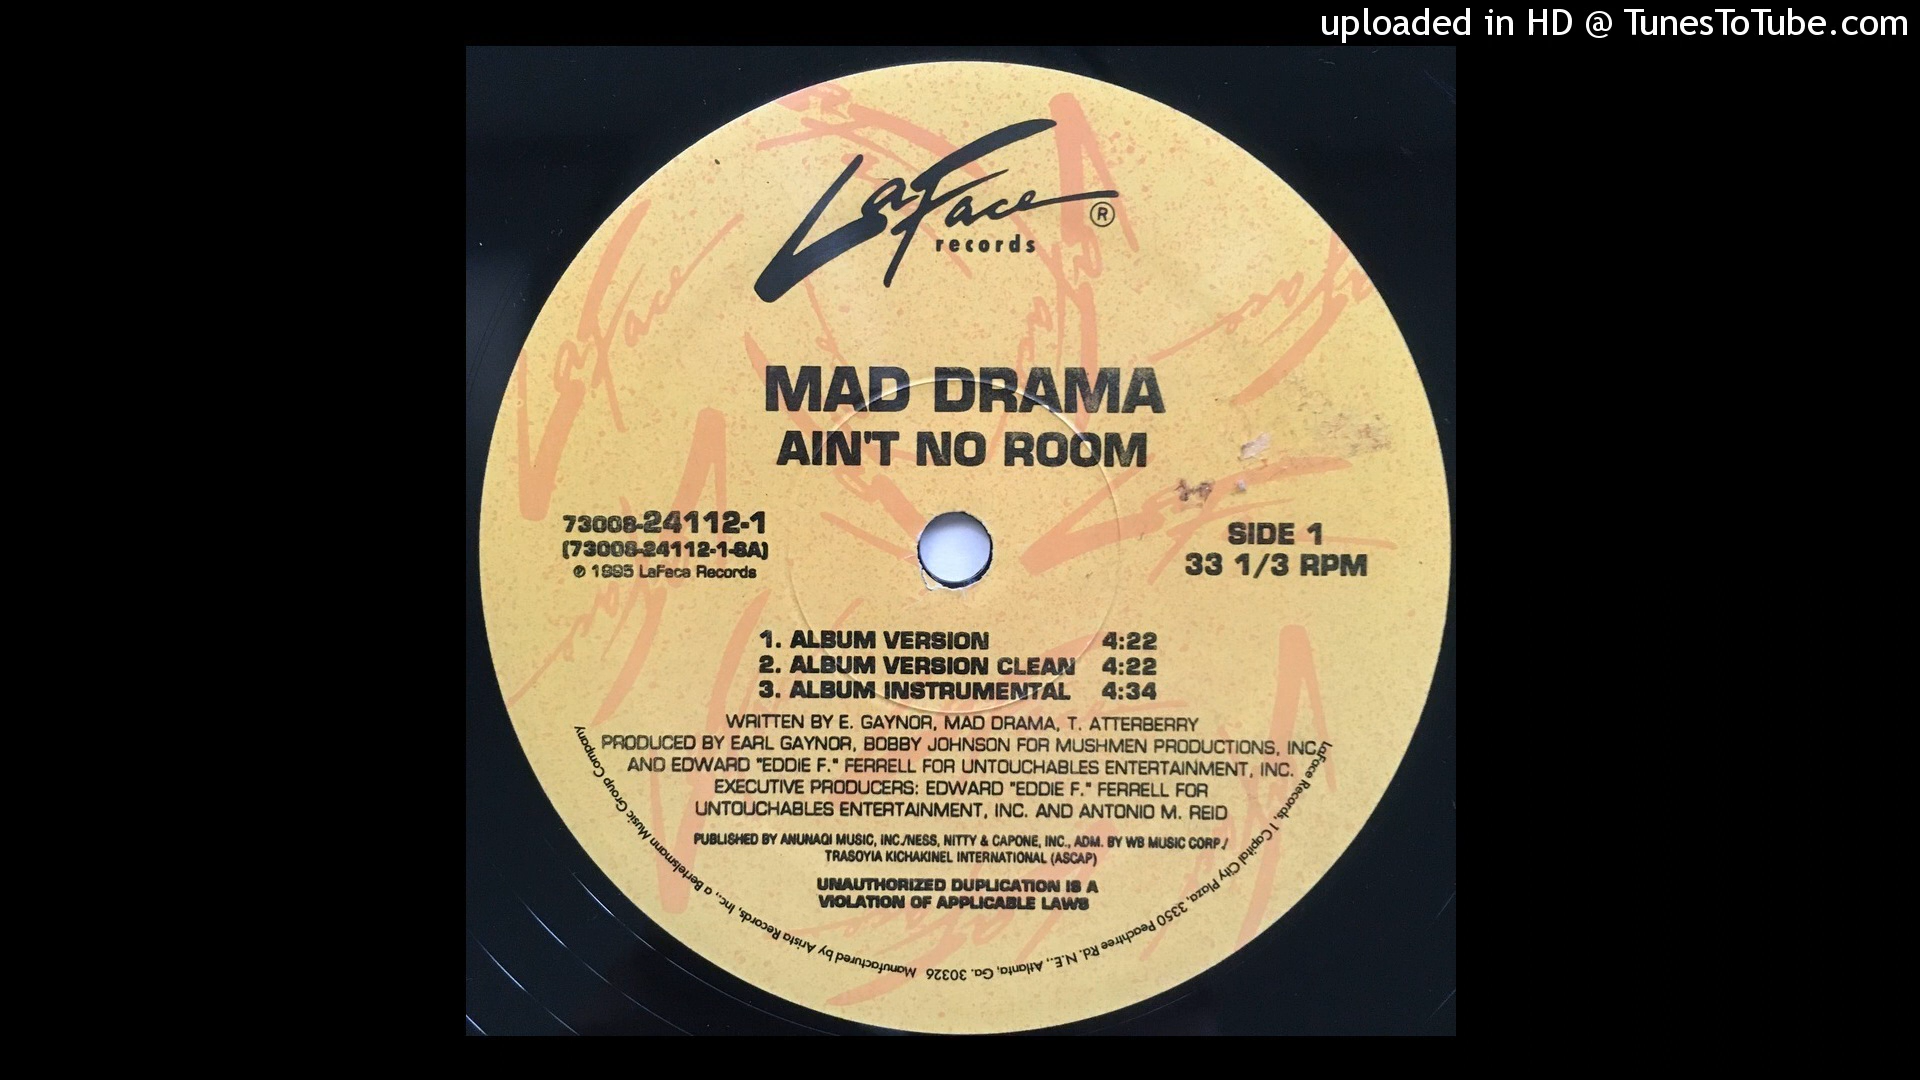 uploaded in HD @ TunesToTube.com
LaFace ®
records
MAD DRAMA
AIN'T NO ROOM
73008-24112-1
(73008-24112-1-SA)
℗ 1995 LaFace Records
SIDE 1
33 1/3 RPM
1. ALBUM VERSION 4:22
2. ALBUM VERSION CLEAN 4:22
3. ALBUM INSTRUMENTAL 4:34
WRITTEN BY E. GAYNOR, MAD DRAMA, T. ATTERBERRY
PRODUCED BY EARL GAYNOR, BOBBY JOHNSON FOR MUSHMEN PRODUCTIONS, INC.
AND EDWARD "EDDIE F." FERRELL FOR UNTOUCHABLES ENTERTAINMENT, INC.
EXECUTIVE PRODUCERS: EDWARD "EDDIE F." FERRELL FOR
UNTOUCHABLES ENTERTAINMENT, INC. AND ANTONIO M. REID
PUBLISHED BY ANUNAQI MUSIC, INC./NESS, NITTY & CAPONE, INC., ADM. BY WB MUSIC CORP./
TRASOYIA KICHAKINEL INTERNATIONAL (ASCAP)
UNAUTHORIZED DUPLICATION IS A
VIOLATION OF APPLICABLE LAWS
LaFace Records, 1 Capital City Plaza, 3350 Peachtree Rd. N.E., Atlanta, Ga. 30326 Manufactured by Arista Records, Inc., a Bertelsmann Music Group Company